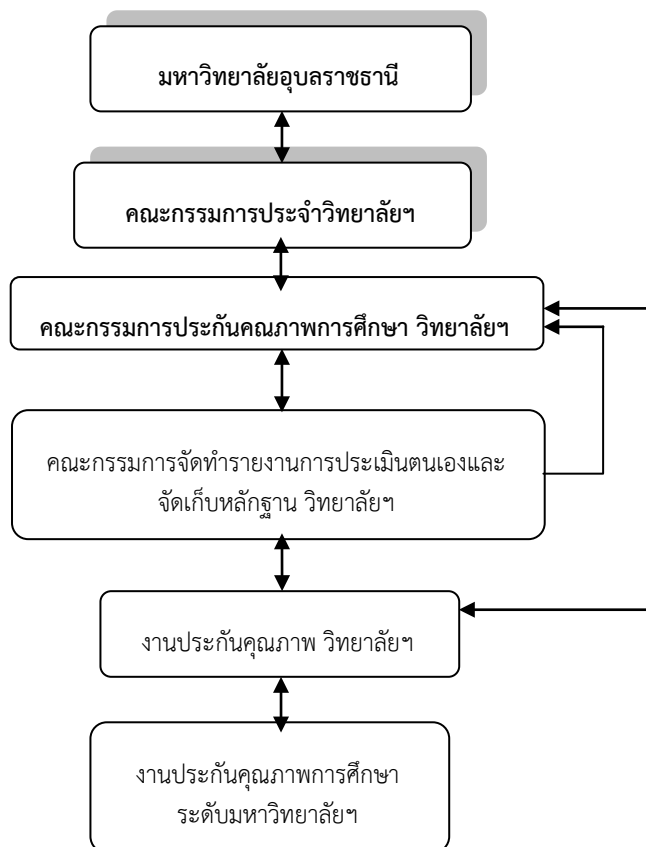 มหาวิทยาลัยอุบลราชธานี
คณะกรรมการประจำวิทยาลัยฯ
คณะกรรมการประกันคุณภาพการศึกษา วิทยาลัยฯ
คณะกรรมการจัดทำรายงานการประเมินตนเองและ
จัดเก็บหลักฐาน วิทยาลัยฯ
งานประกันคุณภาพ วิทยาลัยฯ
งานประกันคุณภาพการศึกษา
ระดับมหาวิทยาลัยฯ